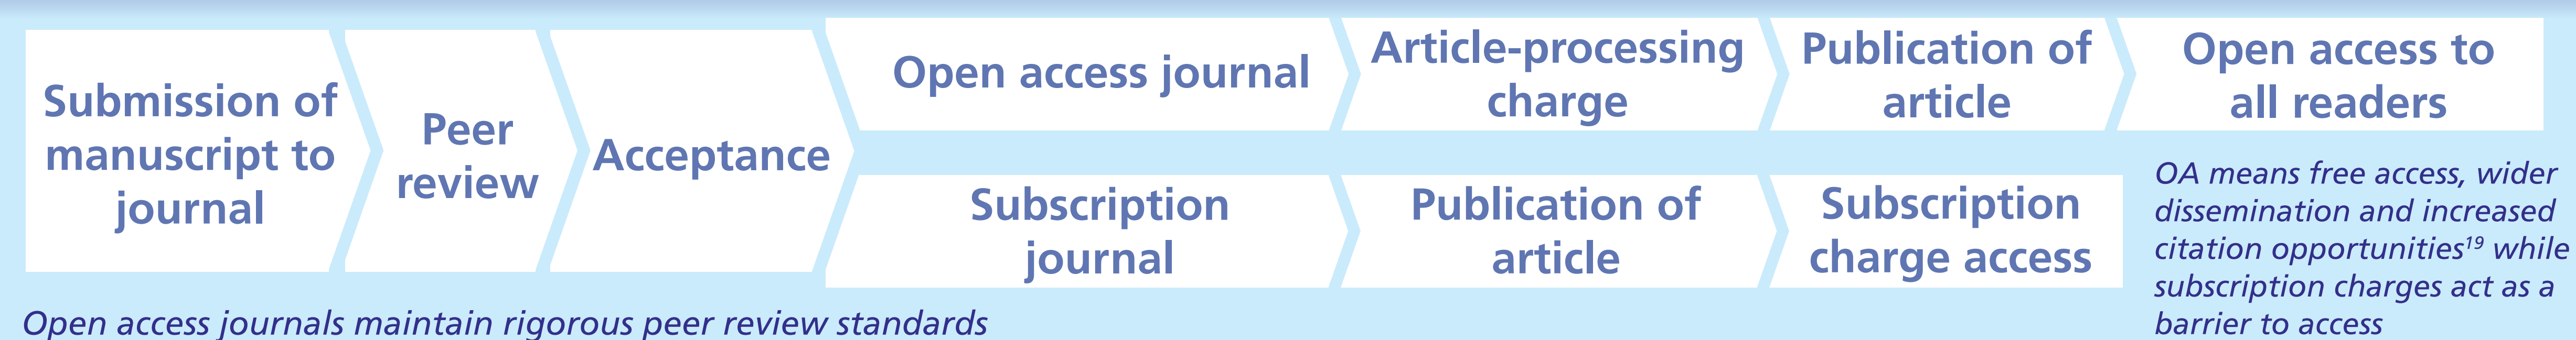 Submission of
manuscript to
journal
Peer
review
Acceptance
Open access journal
Article-processing
charge
Publication of
article
Open access to
all readers
Subscription
journal
Publication of
article
Subscription
charge access
OA means free access, wider
dissemination and increased
citation opportunities¹⁹ while
subscription charges act as a
barrier to access
Open access journals maintain rigorous peer review standards